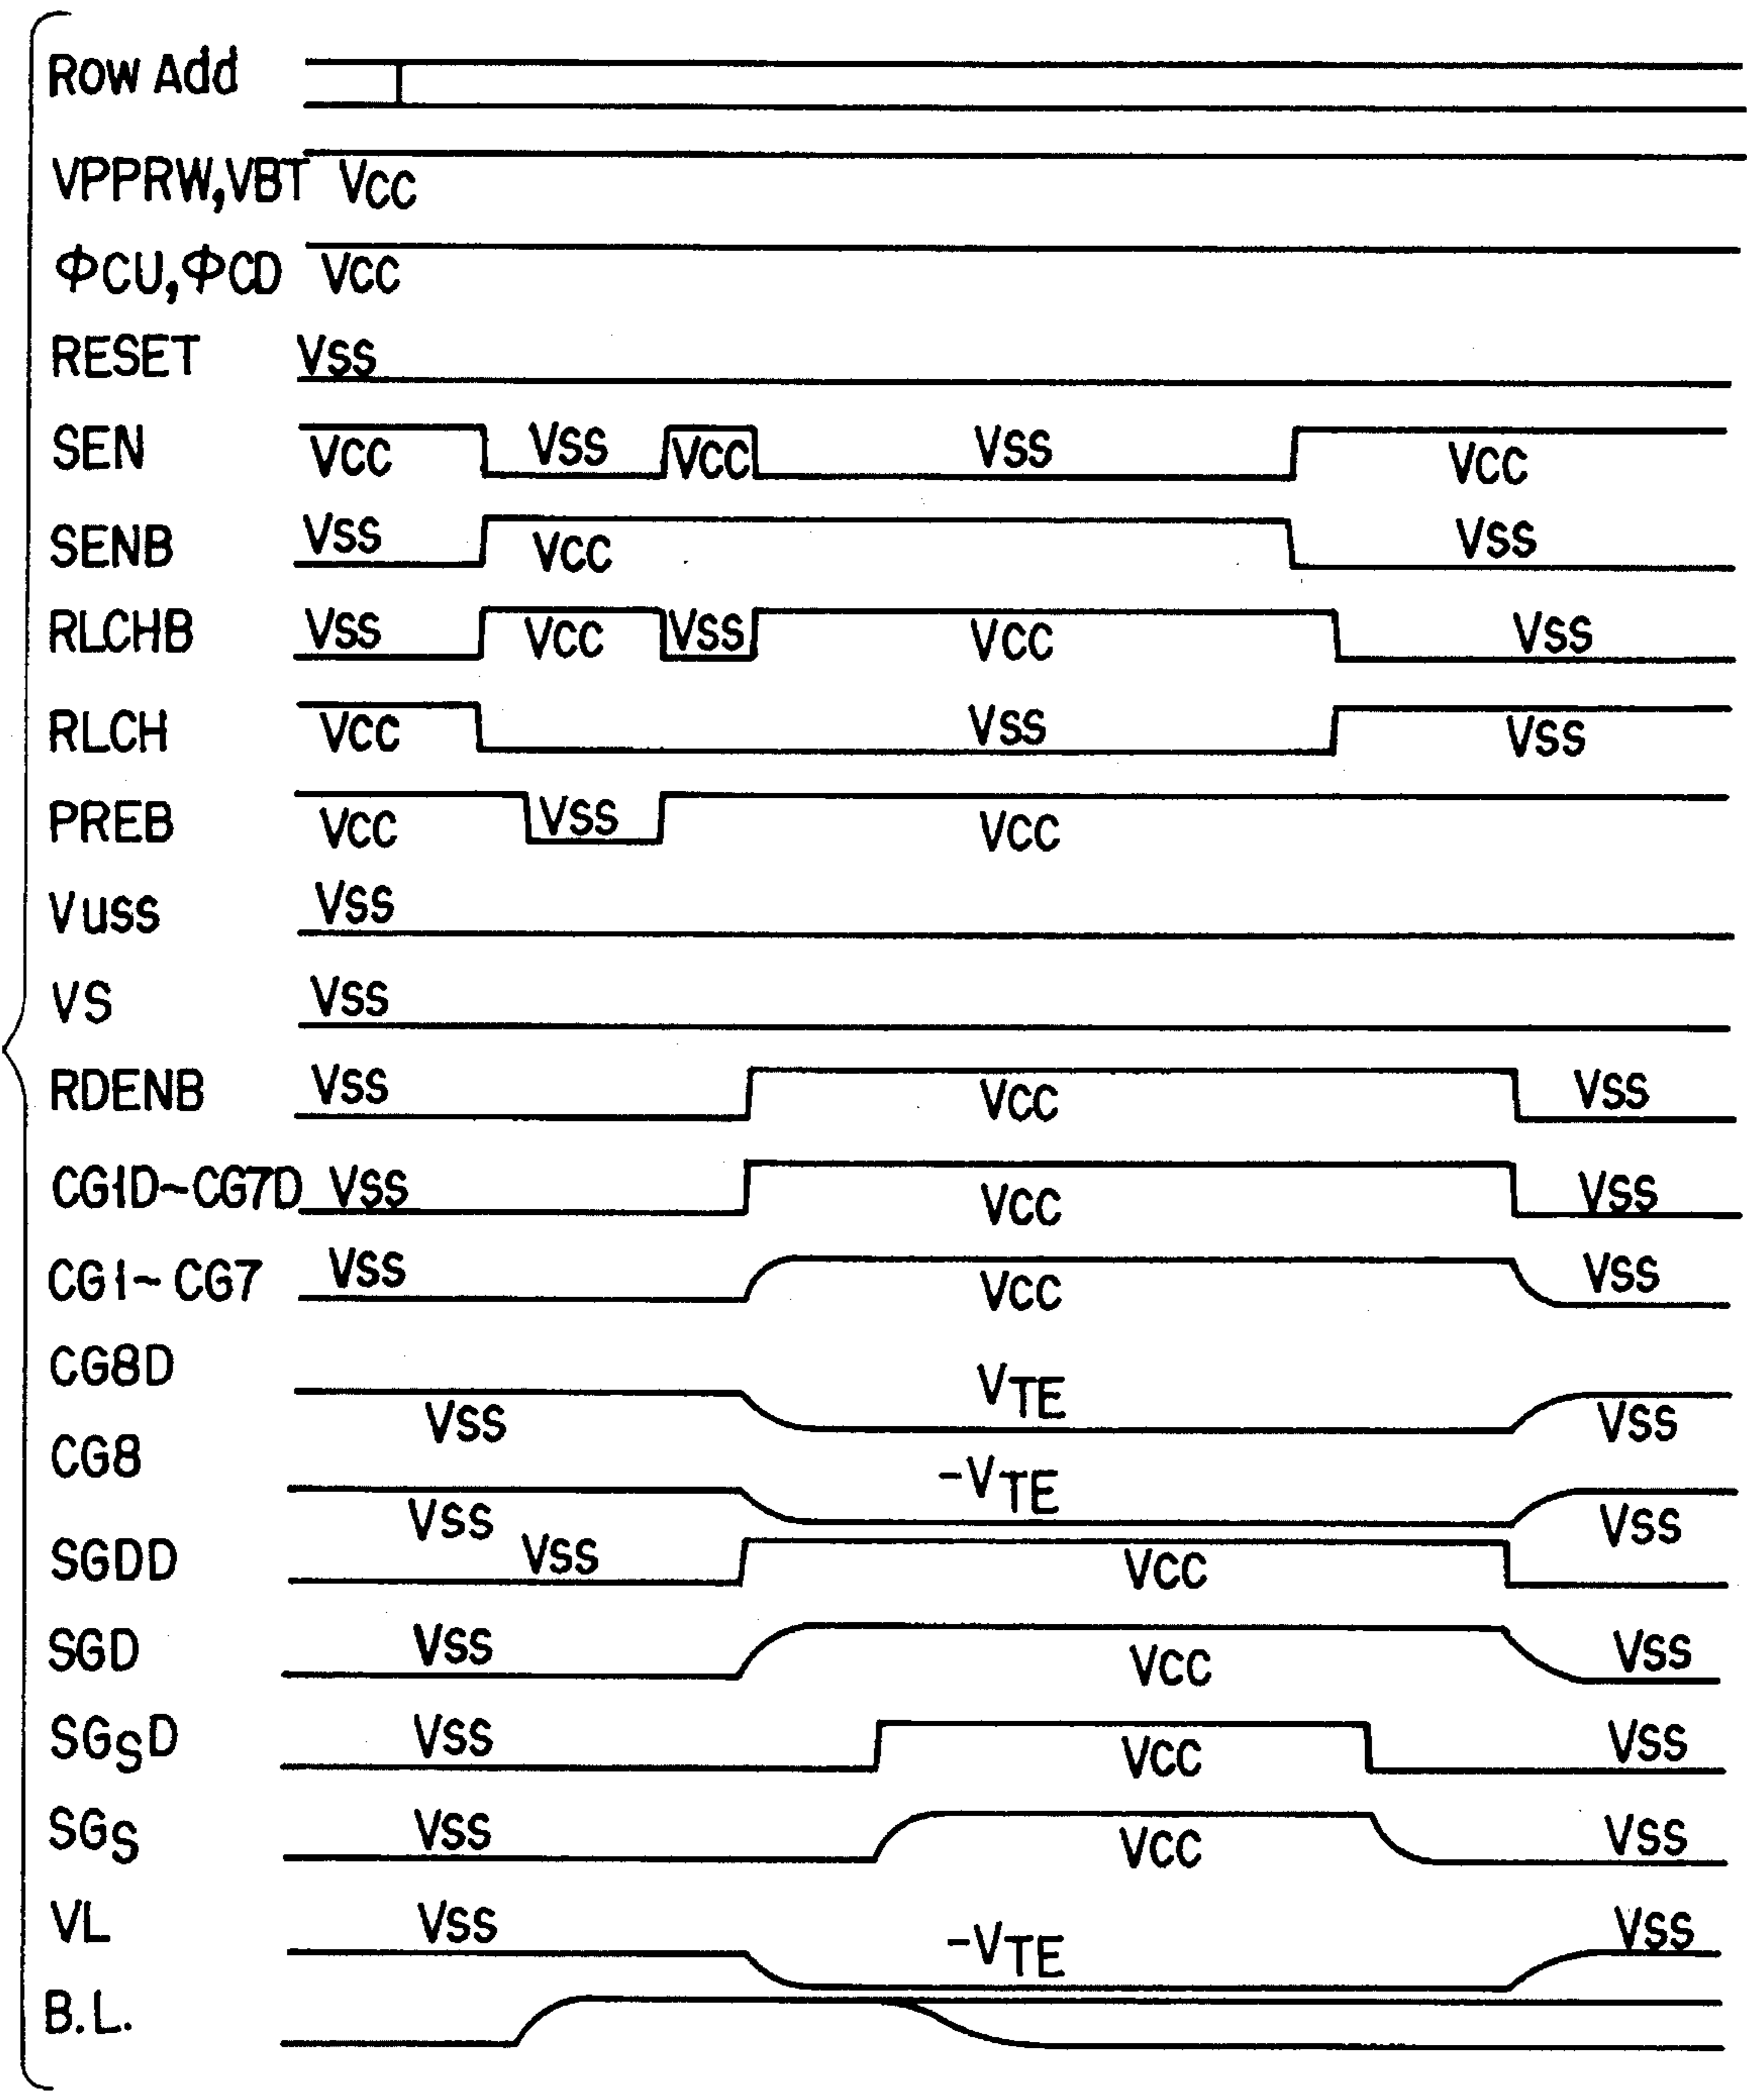 Row Add
VPPRW,VBT VCC
ΦCU,ΦCD VCC
RESET VSS
SEN VCC VSS VCC VSS VCC
SENB VSS VCC VSS
RLCHB VSS VCC VSS VCC VSS
RLCH VCC VSS VSS
PREB VCC VSS VCC
Vuss VSS
VS VSS
RDENB VSS VCC VSS
CG1D~CG7D VSS VCC VSS
CG1~CG7 VSS VCC VSS
CG8D VSS VTE VSS
CG8 VSS -VTE VSS
SGDD VSS VCC
SGD VSS VCC VSS
SGSD VSS VCC VSS
SGS VSS VCC VSS
VL VSS -VTE VSS
B.L.